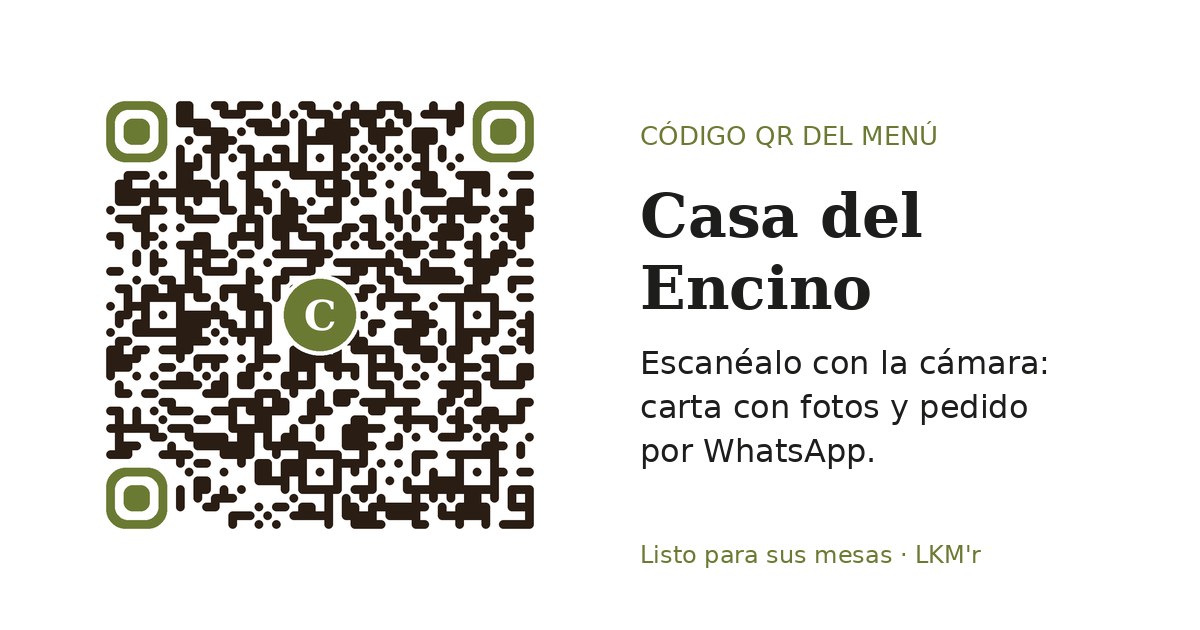 C
CÓDIGO QR DEL MENÚ
Casa del
Encino
Escanéalo con la cámara:
carta con fotos y pedido
por WhatsApp.
Listo para sus mesas · LKM'r